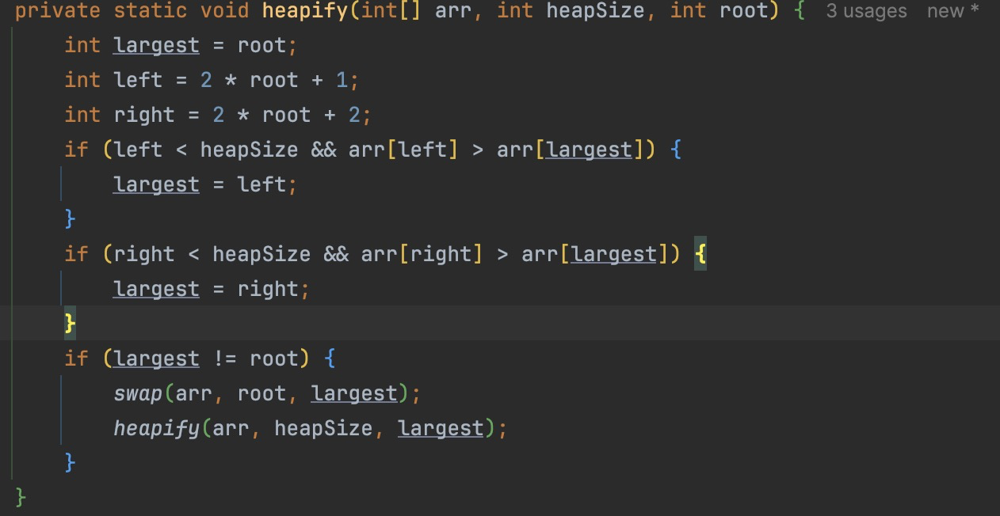 private static void heapify(int[] arr, int heapSize, int root) { 3 usages new *
int largest = root;
int left = 2 * root + 1;
int right = 2 * root + 2;
if (left < heapSize && arr[left] > arr[largest]) {
largest = left;
}
if (right < heapSize && arr[right] > arr[largest]) {
largest = right;
}
if (largest != root) {
swap(arr, root, largest);
heapify(arr, heapSize, largest);
}
}